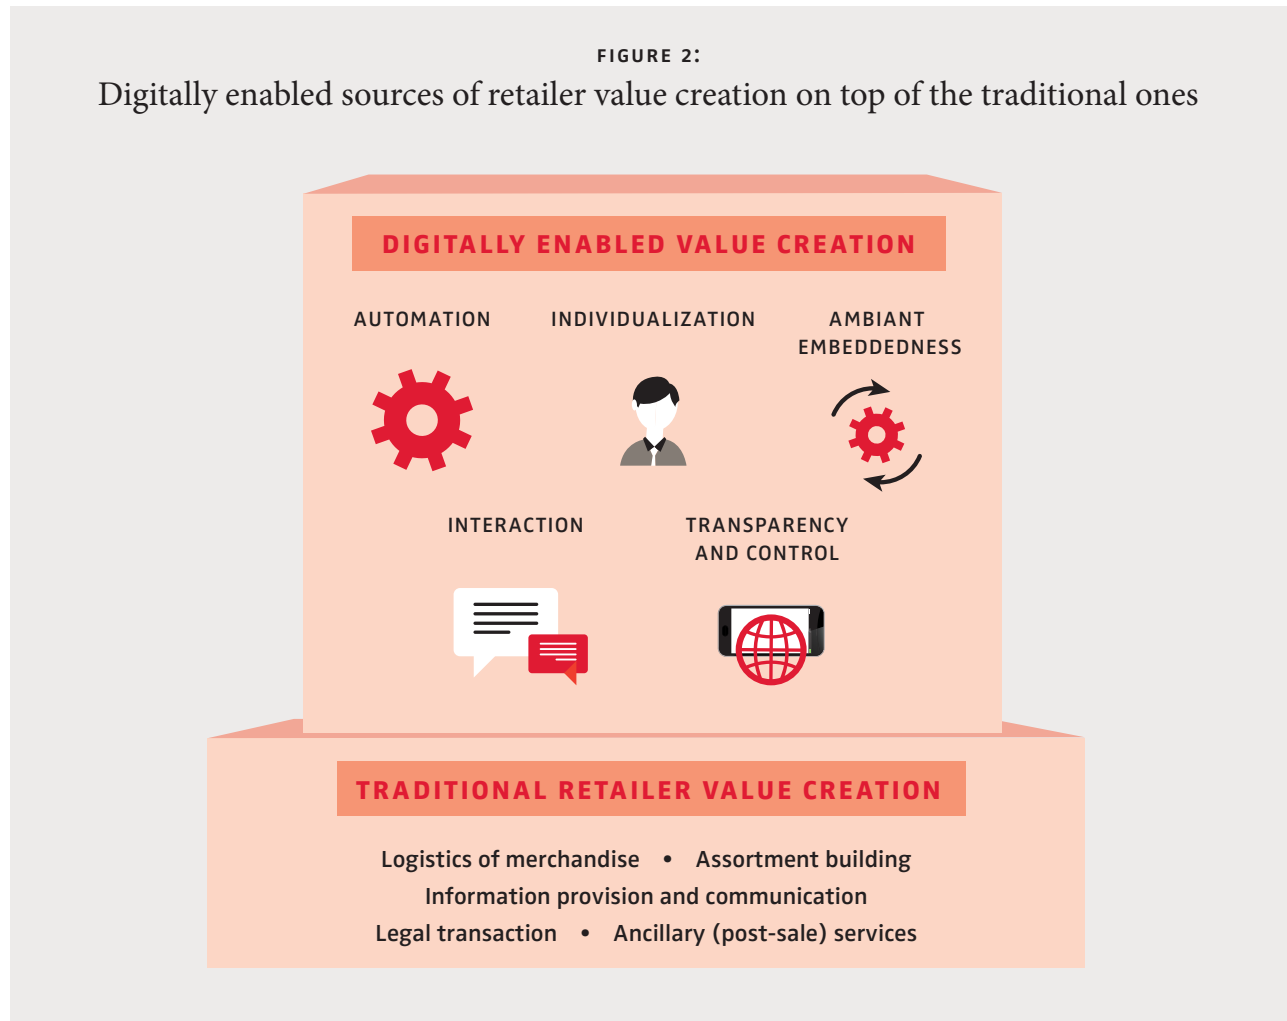 FIGURE 2:
Digitally enabled sources of retailer value creation on top of the traditional ones
DIGITALLY ENABLED VALUE CREATION
AUTOMATION
INDIVIDUALIZATION
AMBIANT
EMBEDDEDNESS
INTERACTION
TRANSPARENCY
AND CONTROL
TRADITIONAL RETAILER VALUE CREATION
Logistics of merchandise • Assortment building
Information provision and communication
Legal transaction • Ancillary (post-sale) services